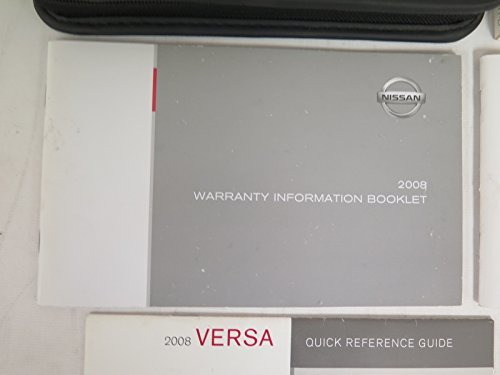 NISSAN
2008
WARRANTY INFORMATION BOOKLET
2008 VERSA
QUICK REFERENCE GUIDE